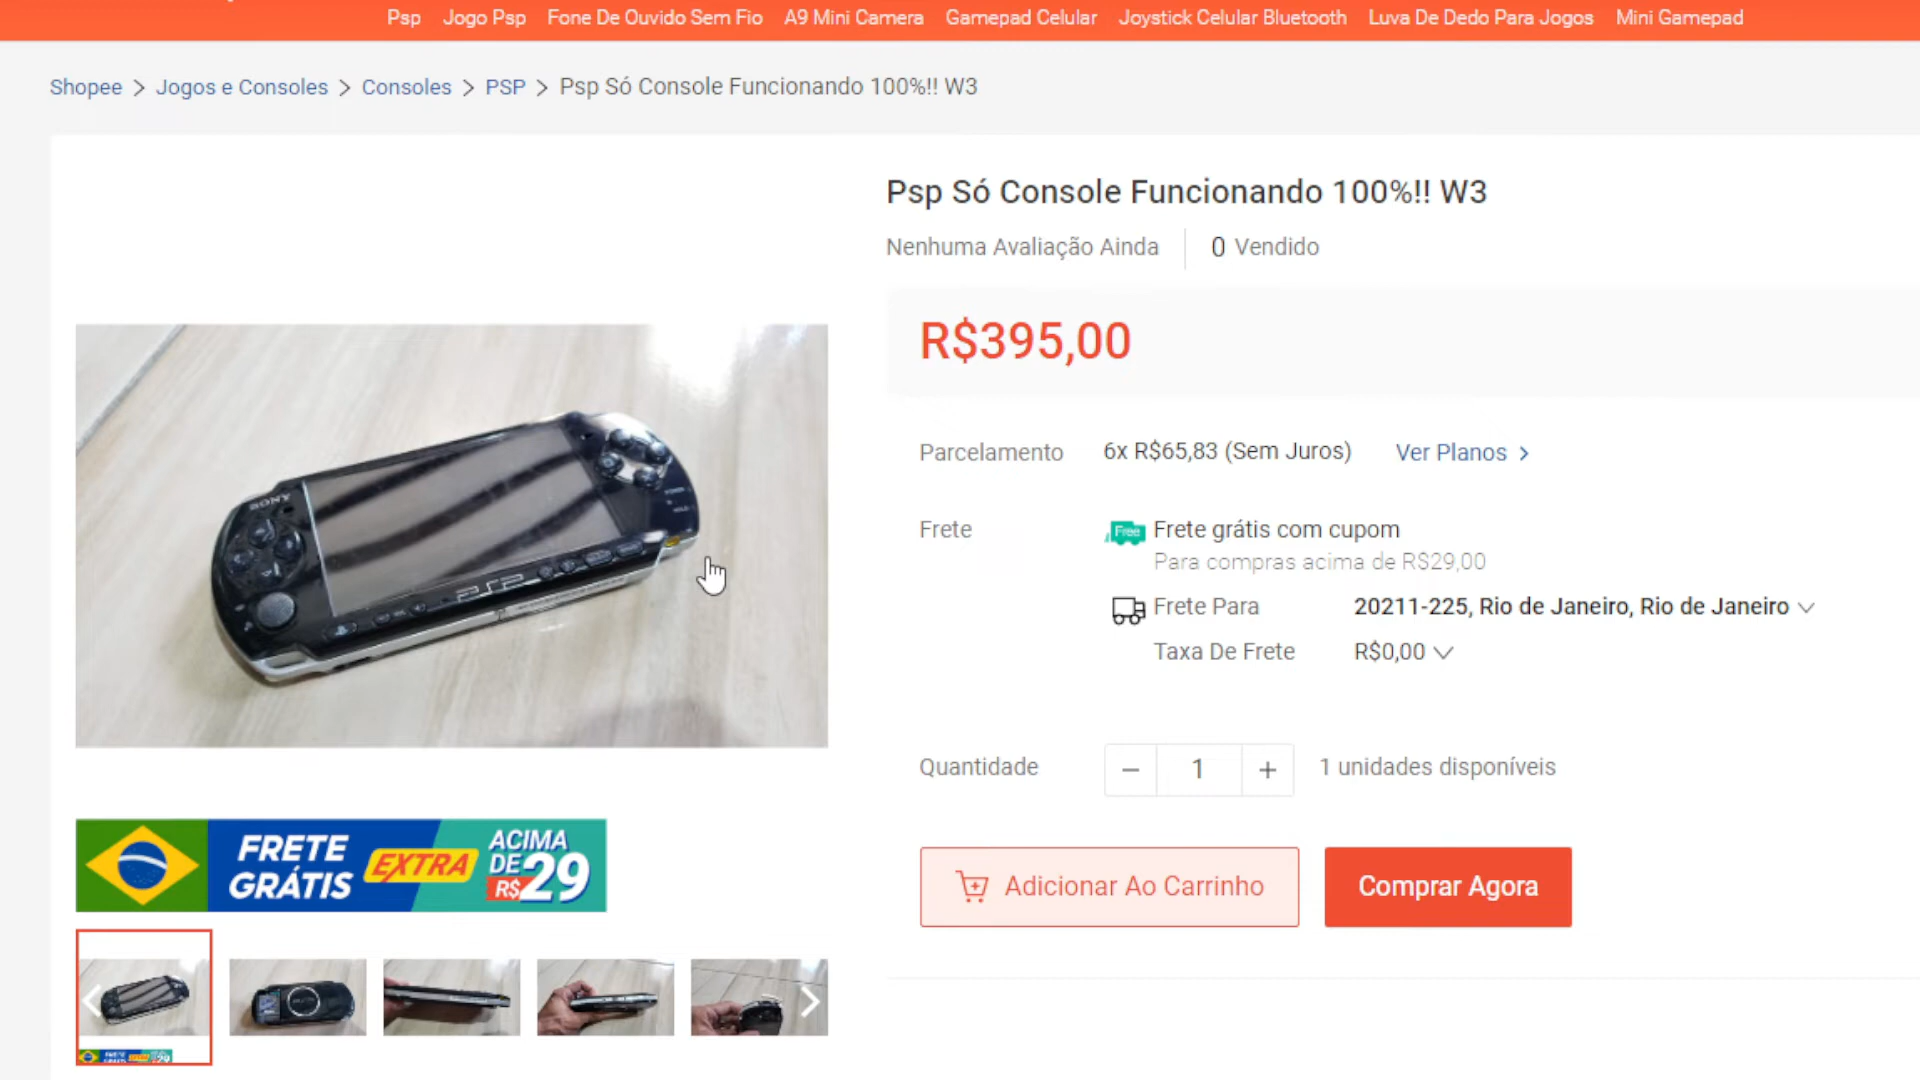 Psp Jogo Psp Fone De Ouvido Sem Fio A9 Mini Camera Gamepad Celular Joystick Celular Bluetooth Luva De Dedo Para Jogos Mini Gamepad
Shopee > Jogos e Consoles > Consoles > PSP > Psp Só Console Funcionando 100%!! W3
Psp Só Console Funcionando 100%!! W3
Nenhuma Avaliação Ainda 0 Vendido
R$395,00
Parcelamento 6x R$65,83 (Sem Juros) Ver Planos >
Frete Free Frete grátis com cupom
Para compras acima de R$29,00
Frete Para 20211-225, Rio de Janeiro, Rio de Janeiro
Taxa De Frete R$0,00
Quantidade − 1 + 1 unidades disponíveis
Adicionar Ao Carrinho Comprar Agora
SONY
POWER
HOLD
PSP
FRETE GRÁTIS EXTRA ACIMA DE R$29